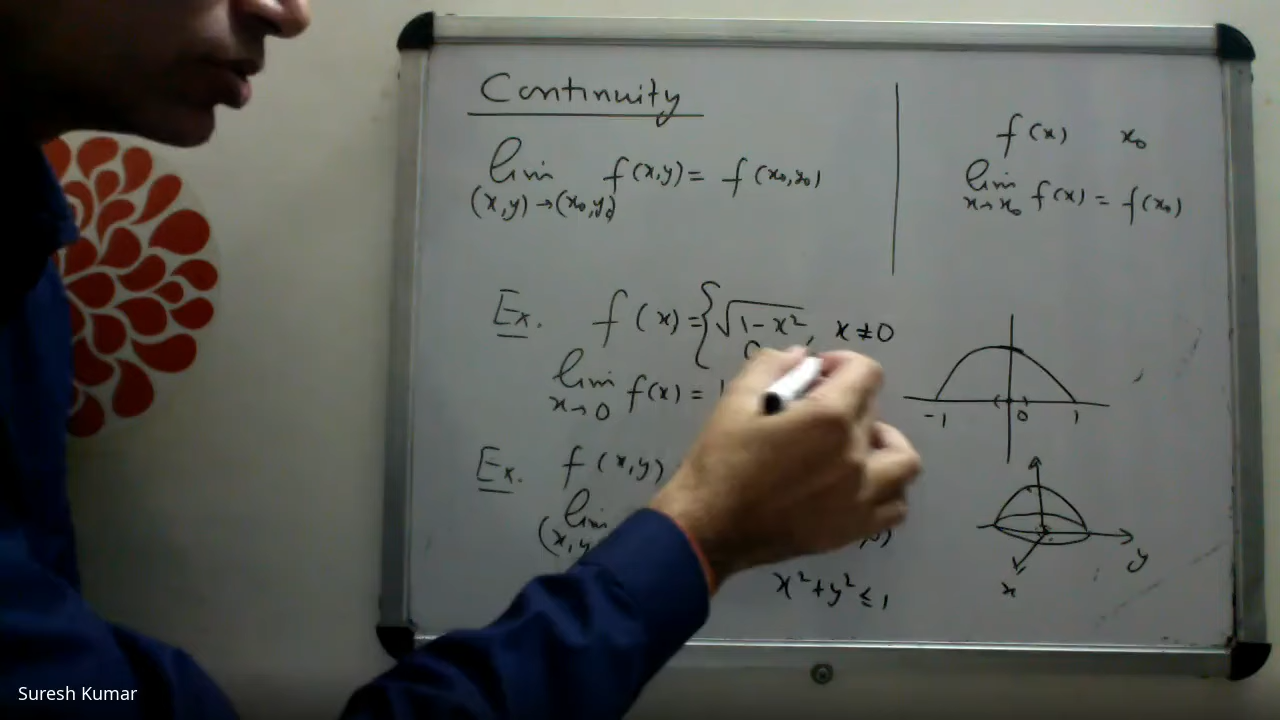 Continuity
lim f(x,y) = f(x₀,y₀)
(x,y)→(x₀,y₀)
f(x) x₀
lim f(x) = f(x₀)
x→x₀
Ex. f(x) = { √1-x² , x≠0
lim f(x) =
x→0
Ex. f(x,y)
lim
(x,y
x²+y² ≤ 1
-1 0 1
y
x
Suresh Kumar